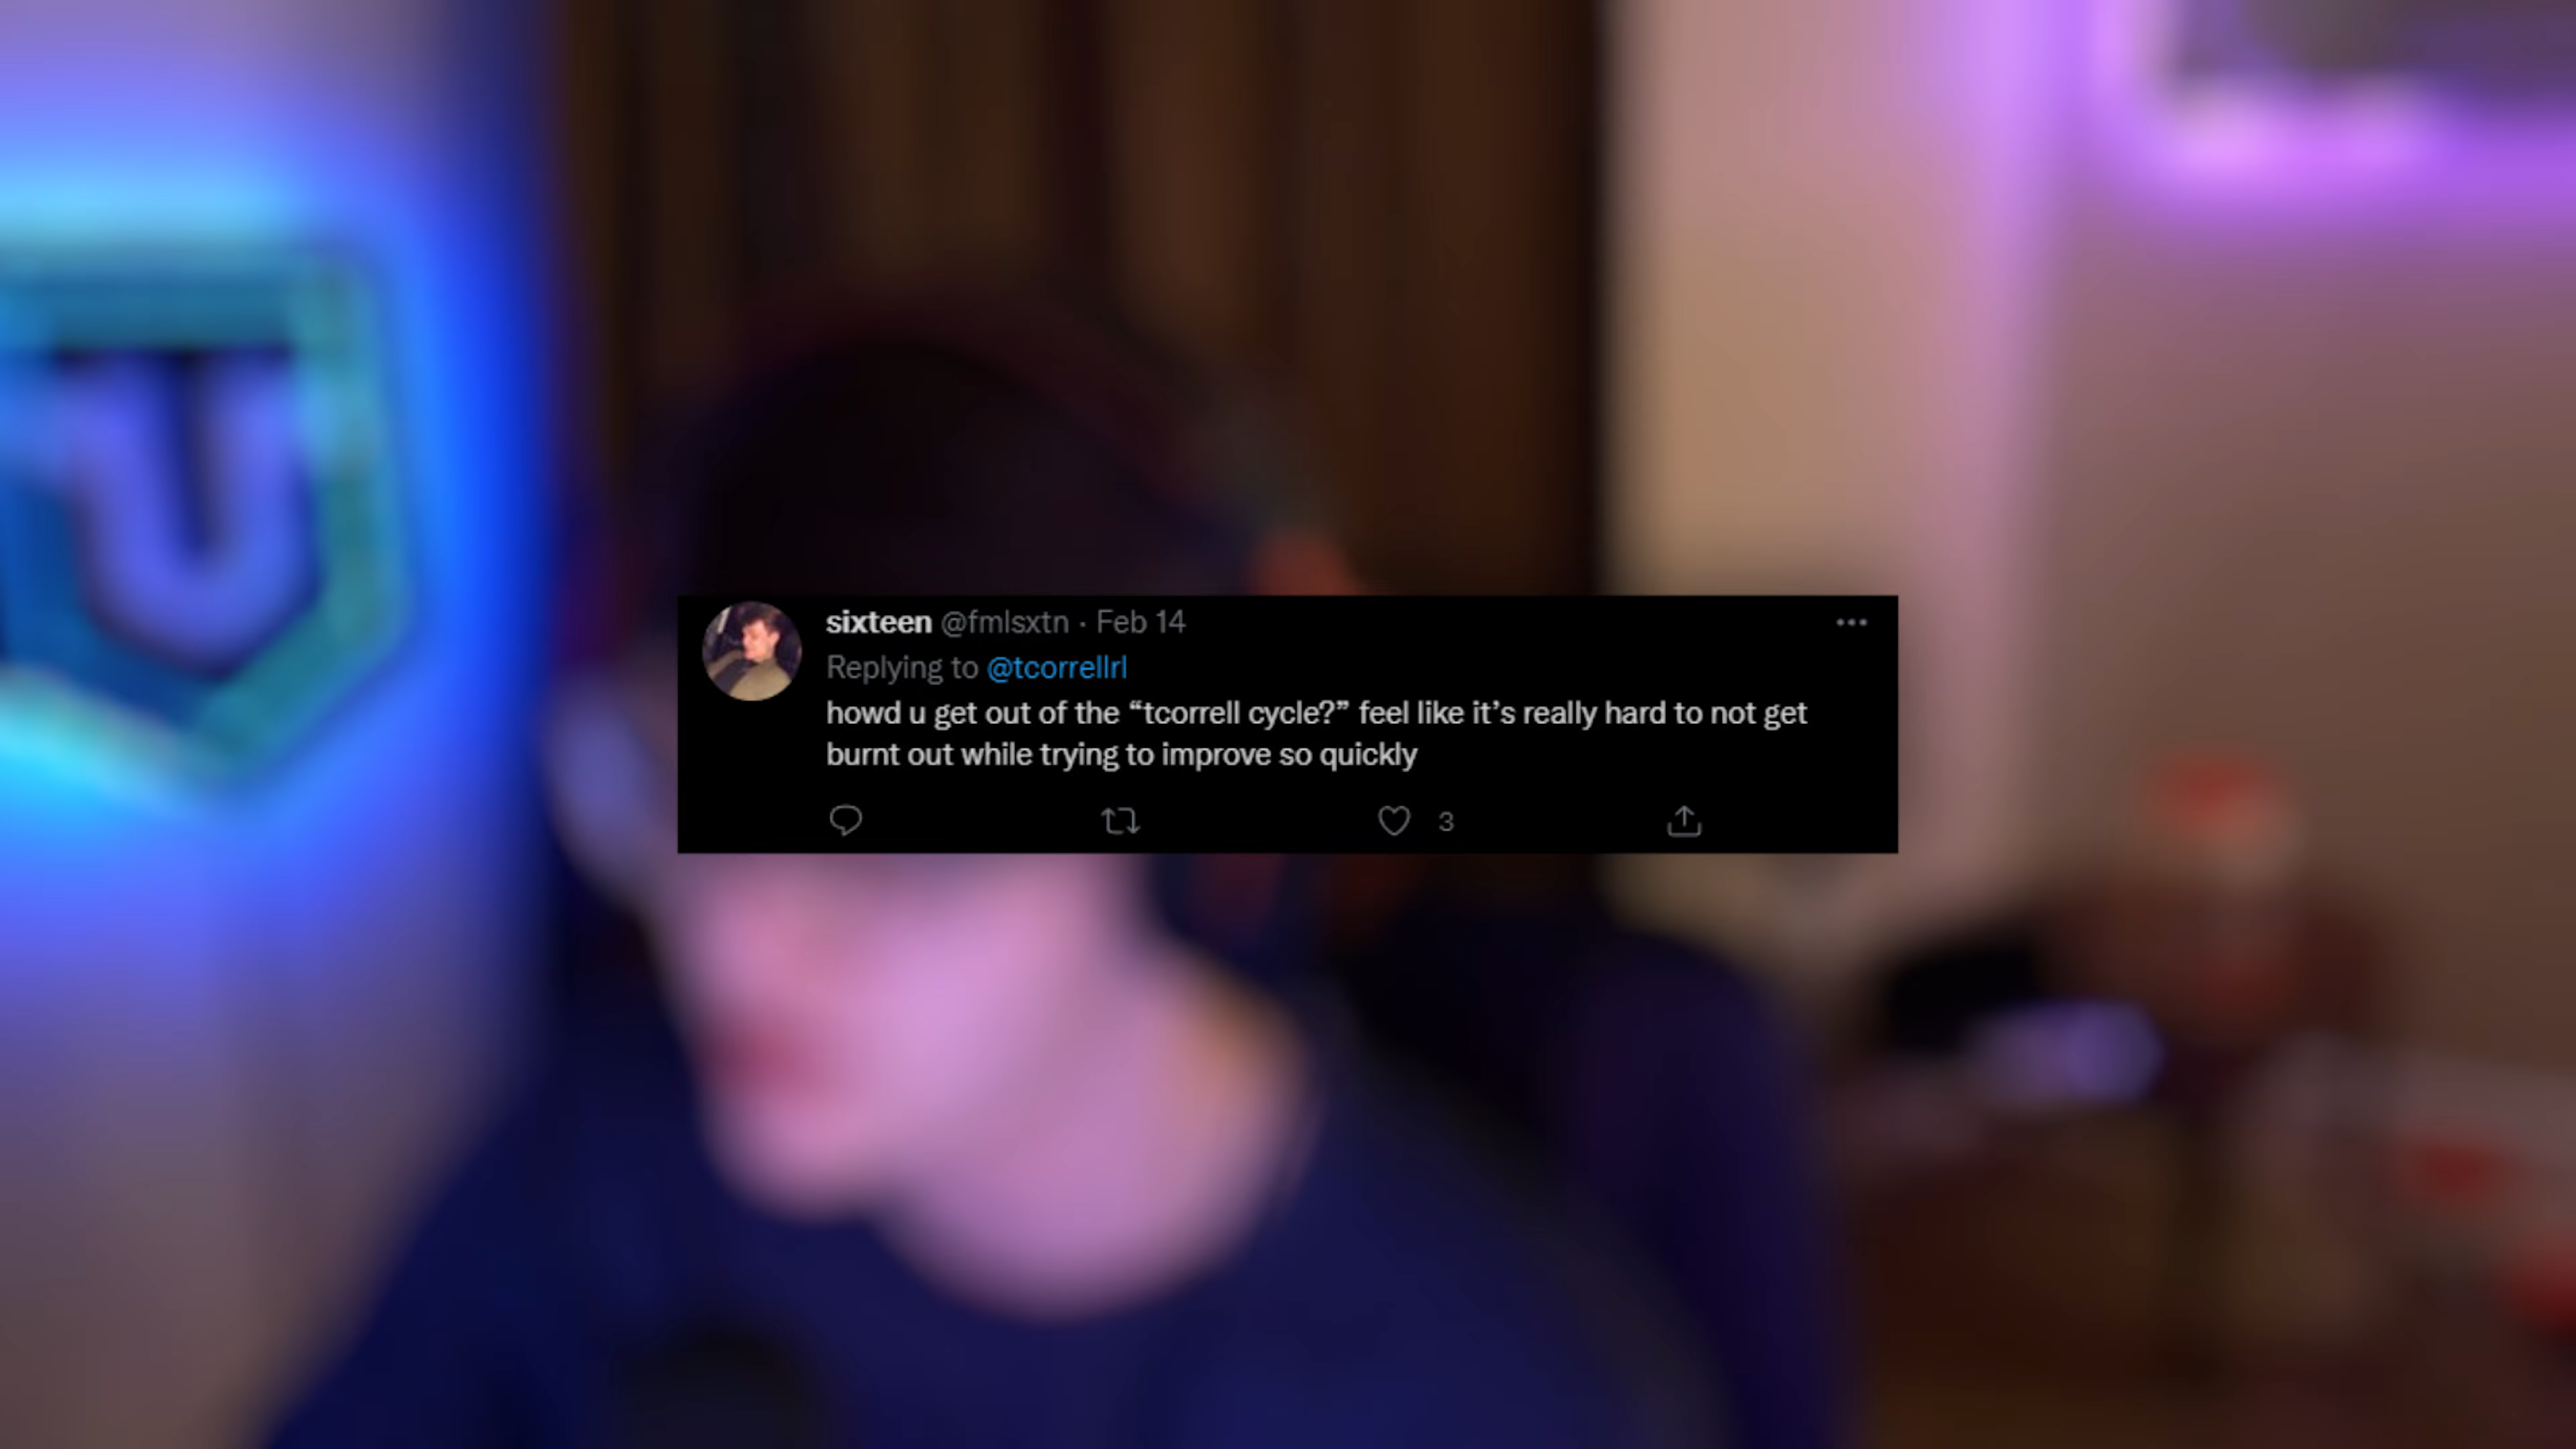 U
sixteen @fmlsxtn · Feb 14
Replying to @tcorrellrl
howd u get out of the “tcorrell cycle?” feel like it’s really hard to not get
burnt out while trying to improve so quickly
3